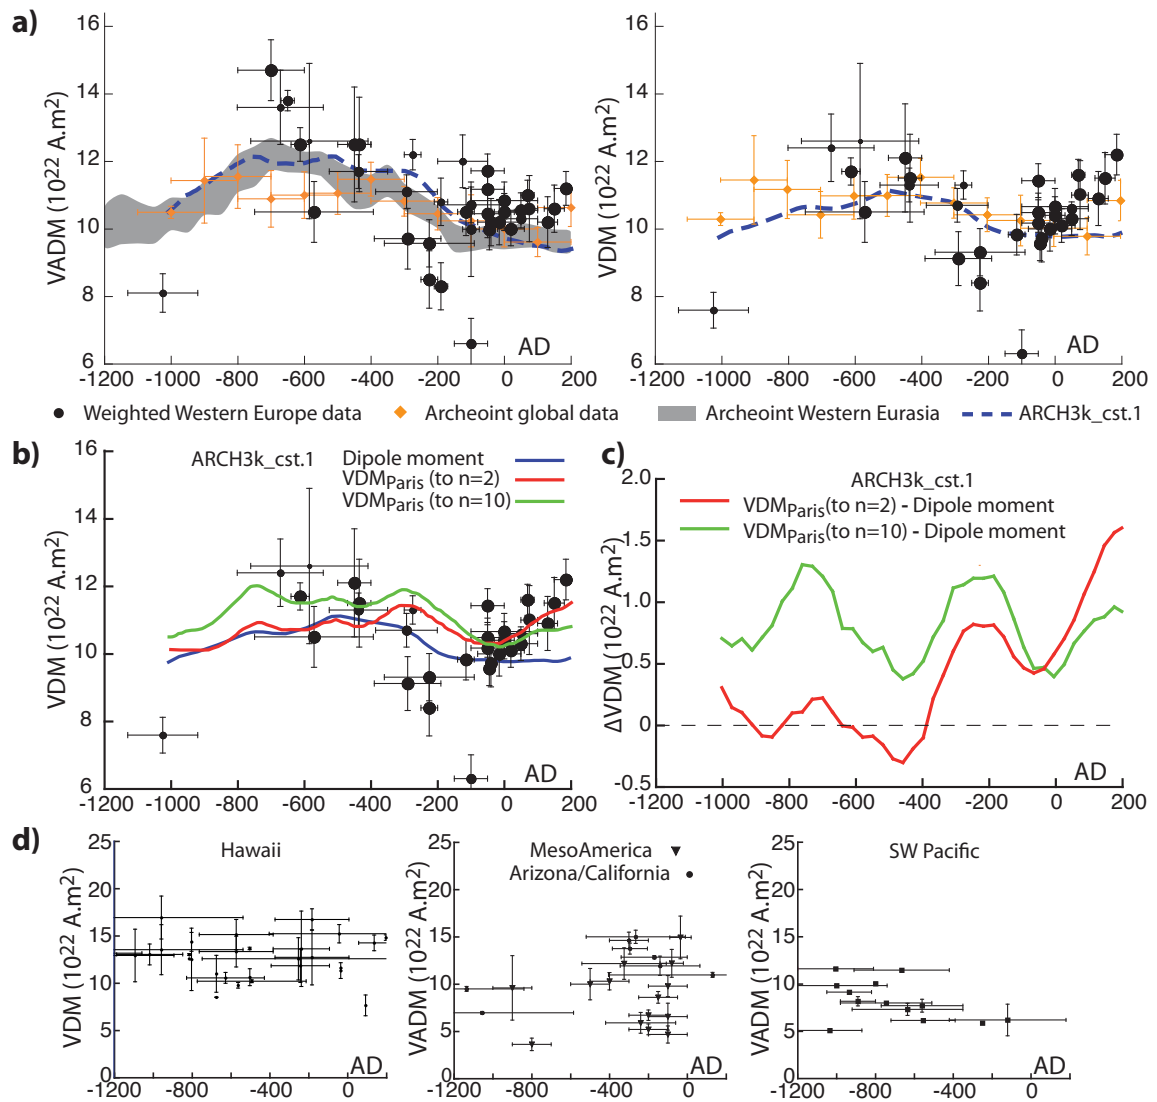 a)
VADM (10²² A.m²)
16
14
12
10
8
6
-1200 -1000 -800 -600 -400 -200 0 200
AD
VDM (10²² A.m²)
16
14
12
10
8
6
-1200 -1000 -800 -600 -400 -200 0 200
AD
Weighted Western Europe data Archeoint global data Archeoint Western Eurasia ARCH3k_cst.1
b)
VDM (10²² A.m²)
16
14
12
10
8
6
ARCH3k_cst.1 Dipole moment
VDM_Paris (to n=2)
VDM_Paris (to n=10)
-1200 -1000 -800 -600 -400 -200 0 200
AD
c)
ΔVDM (10²² A.m²)
2.0
1.5
1.0
0.5
0
-0.5
ARCH3k_cst.1
VDM_Paris(to n=2) - Dipole moment
VDM_Paris(to n=10) - Dipole moment
AD
-1200 -1000 -800 -600 -400 -200 0 200
d)
VDM (10²² A.m²)
25
20
15
10
5
0
Hawaii
AD
-1200 -800 -400 0
VADM (10²² A.m²)
25
20
15
10
5
0
MesoAmerica
Arizona/California
AD
-1200 -800 -400 0
VADM (10²² A.m²)
25
20
15
10
5
0
SW Pacific
AD
-1200 -800 -400 0